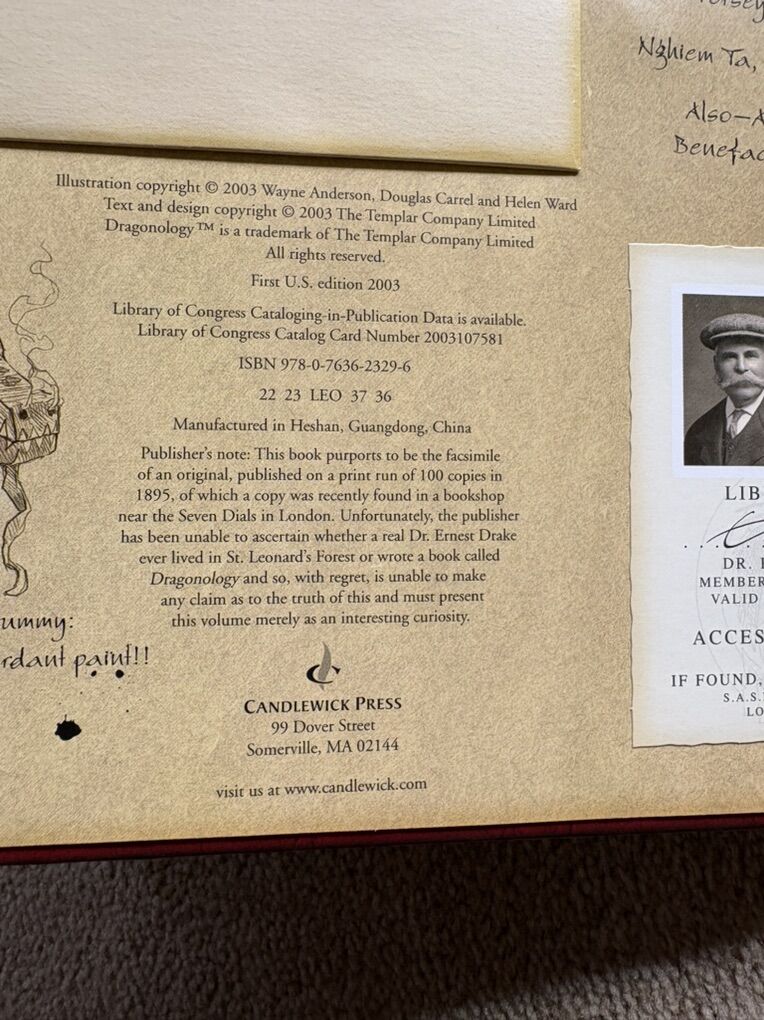 Nghiem Ta,
Also—A
Benefac
Illustration copyright © 2003 Wayne Anderson, Douglas Carrel and Helen Ward
Text and design copyright © 2003 The Templar Company Limited
Dragonology™ is a trademark of The Templar Company Limited
All rights reserved.
First U.S. edition 2003
Library of Congress Cataloging-in-Publication Data is available.
Library of Congress Catalog Card Number 2003107581
ISBN 978-0-7636-2329-6
22 23 LEO 37 36
Manufactured in Heshan, Guangdong, China
Publisher's note: This book purports to be the facsimile
of an original, published on a print run of 100 copies in
1895, of which a copy was recently found in a bookshop
near the Seven Dials in London. Unfortunately, the publisher
has been unable to ascertain whether a real Dr. Ernest Drake
ever lived in St. Leonard's Forest or wrote a book called
Dragonology and so, with regret, is unable to make
any claim as to the truth of this and must present
this volume merely as an interesting curiosity.
ummy:
rdant paint!!
CANDLEWICK PRESS
99 Dover Street
Somerville, MA 02144
visit us at www.candlewick.com
LIB
DR. E
MEMBER
VALID
ACCES
IF FOUND,
S.A.S.
LO